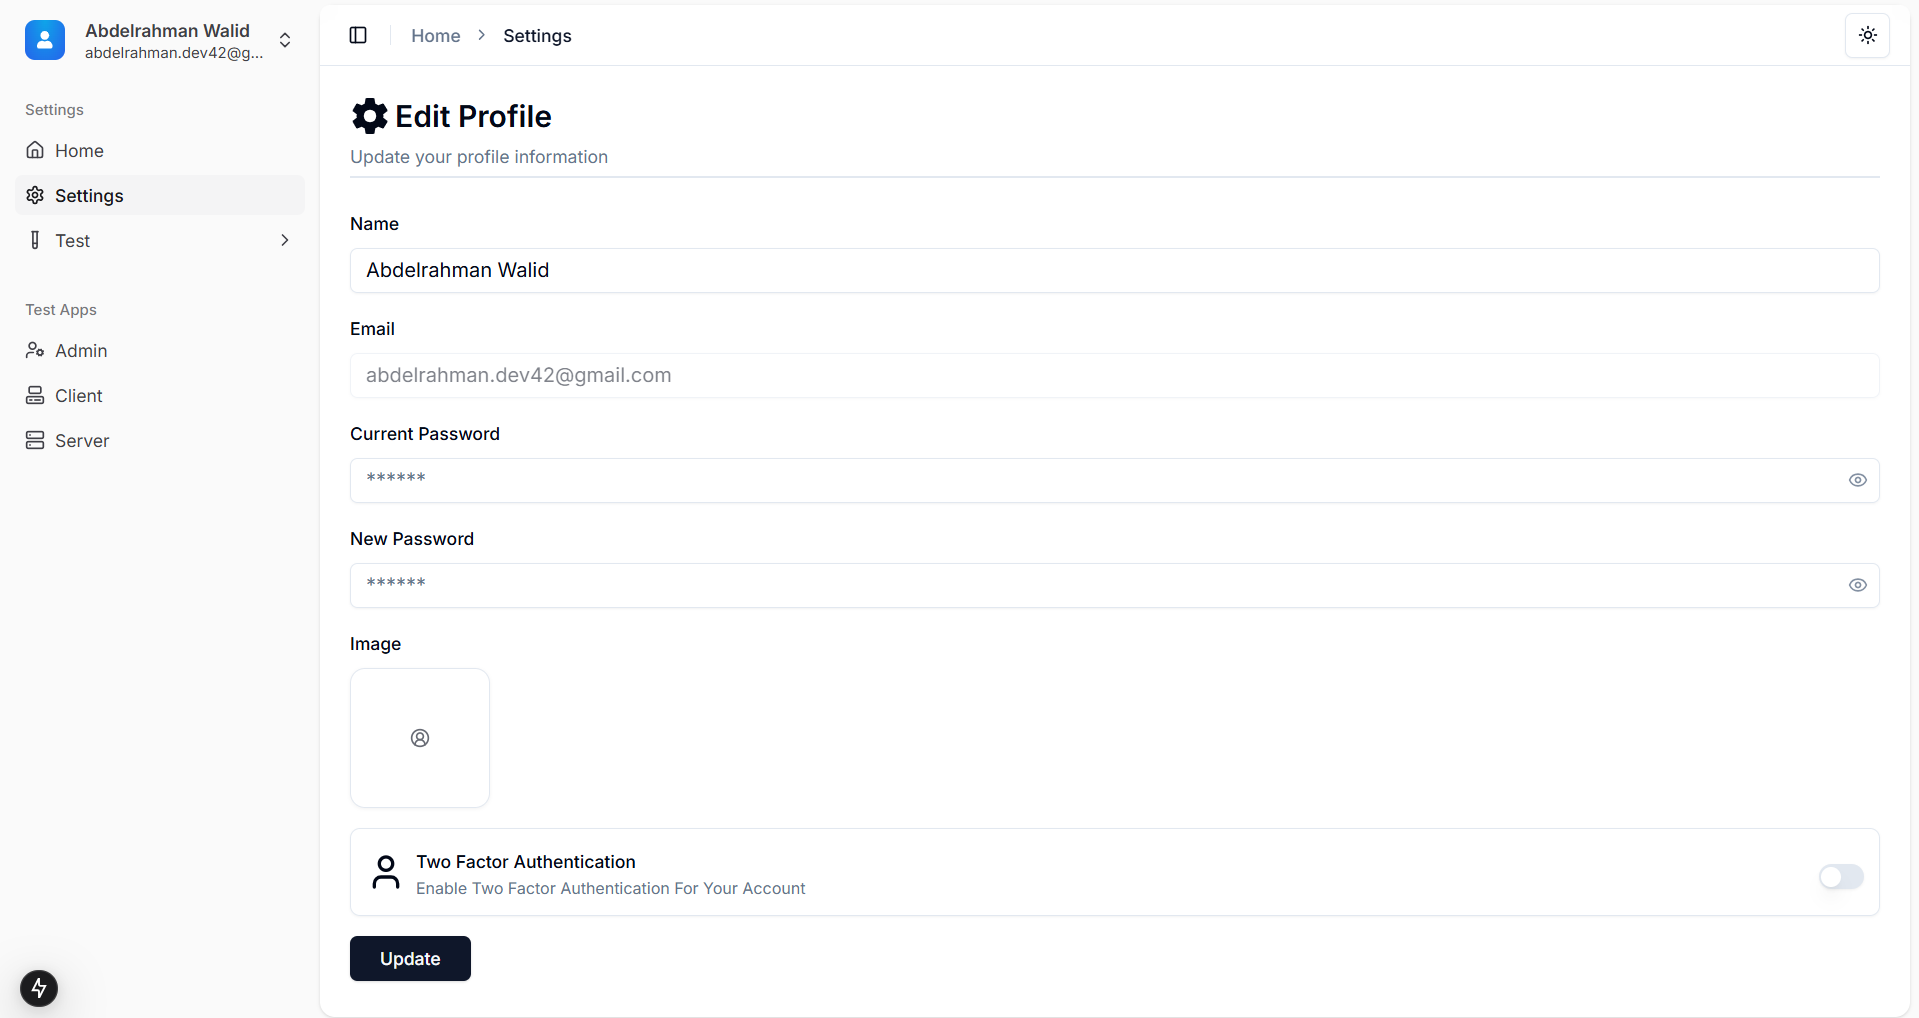 Abdelrahman Walid
abdelrahman.dev42@g...
Settings
Home
Settings
Test
Test Apps
Admin
Client
Server
Home > Settings
Edit Profile
Update your profile information
Name
Abdelrahman Walid
Email
abdelrahman.dev42@gmail.com
Current Password
******
New Password
******
Image
Two Factor Authentication
Enable Two Factor Authentication For Your Account
Update